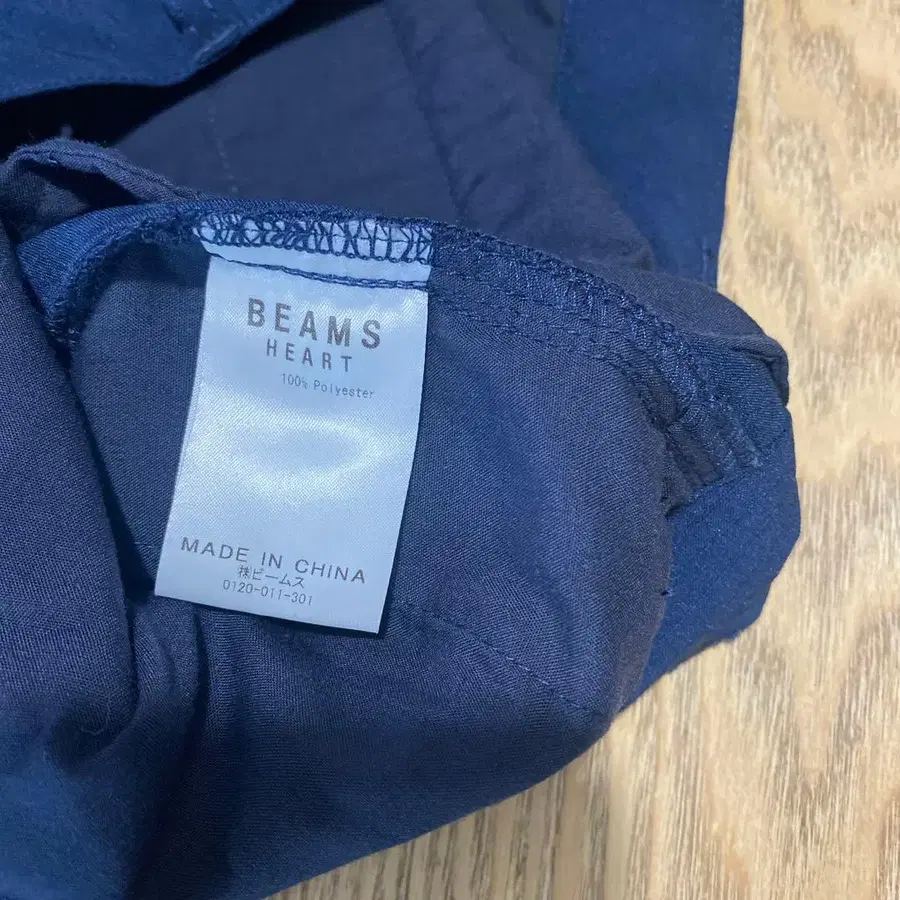 BEAMS
HEART
100% Polyester
MADE IN CHINA
㈱ビームス
0120-011-301